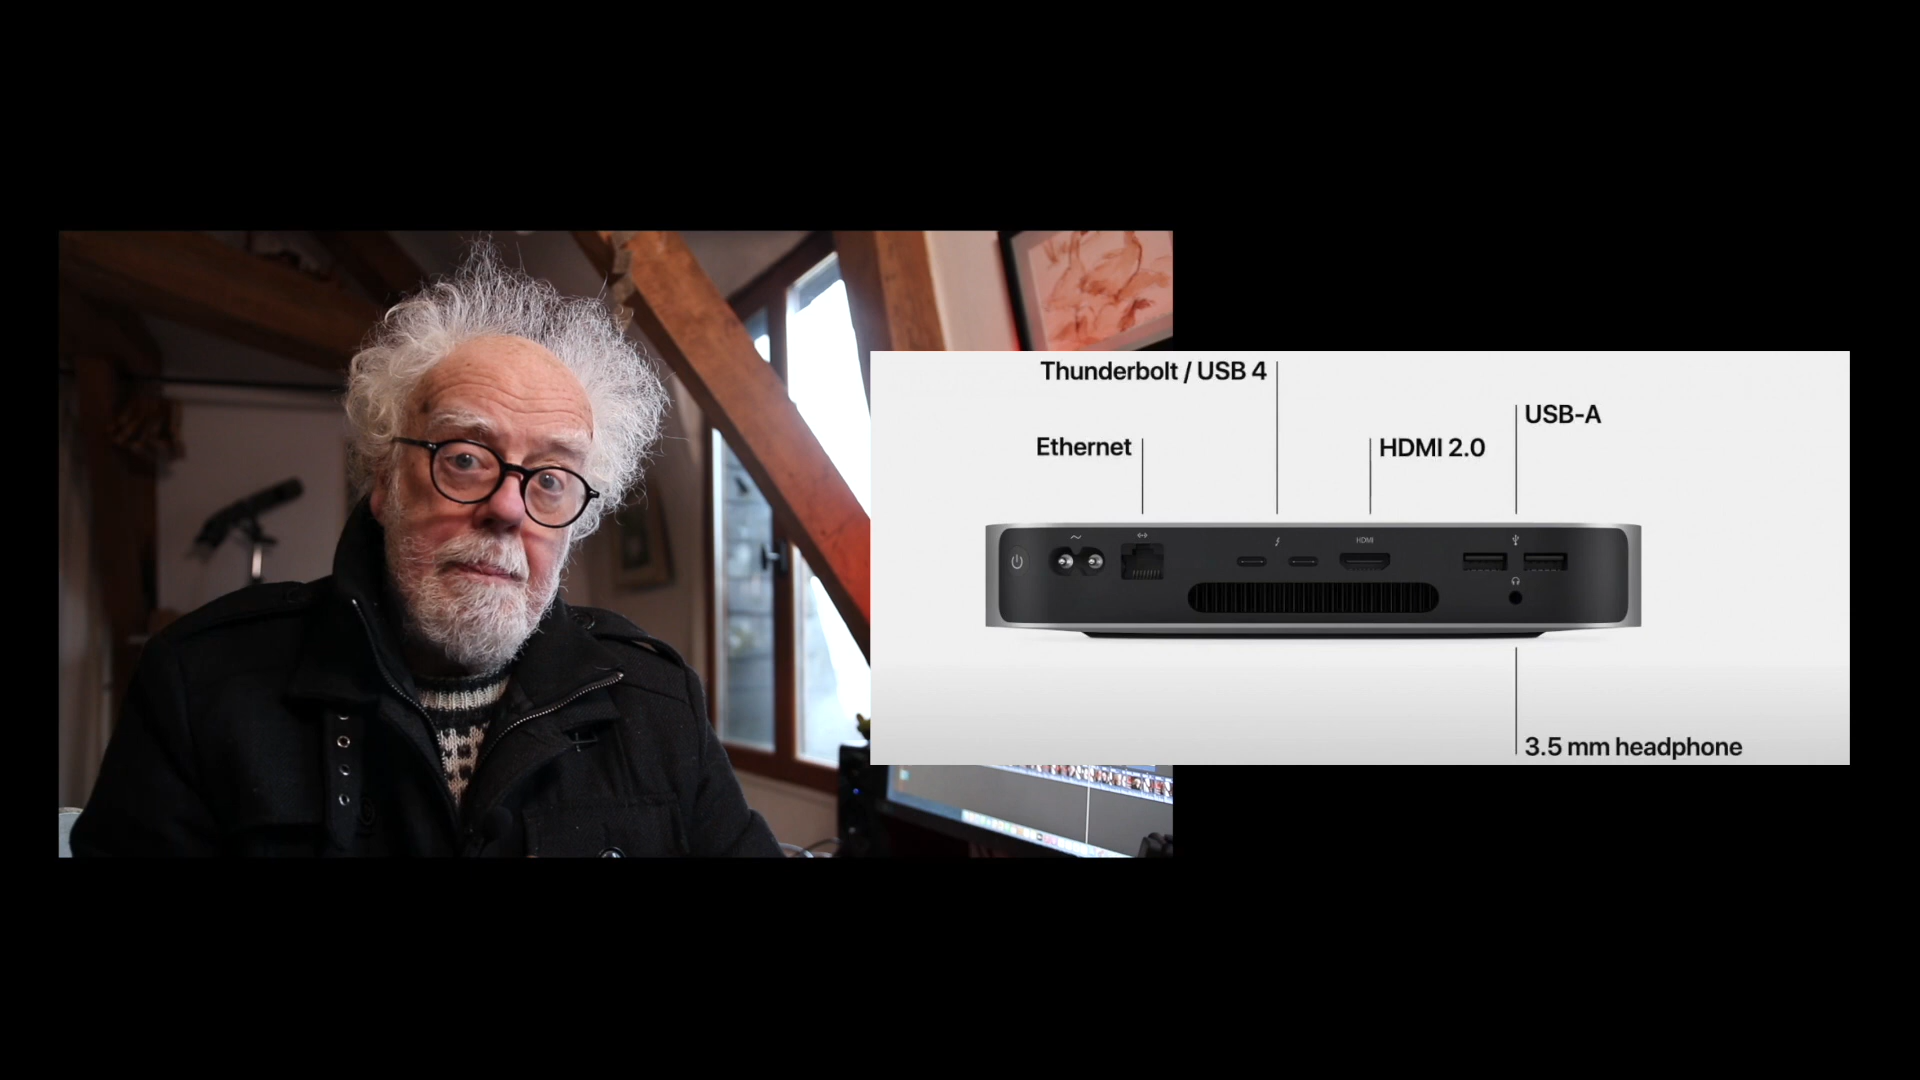 Thunderbolt / USB 4
USB-A
Ethernet
HDMI 2.0
HDMI
3.5 mm headphone